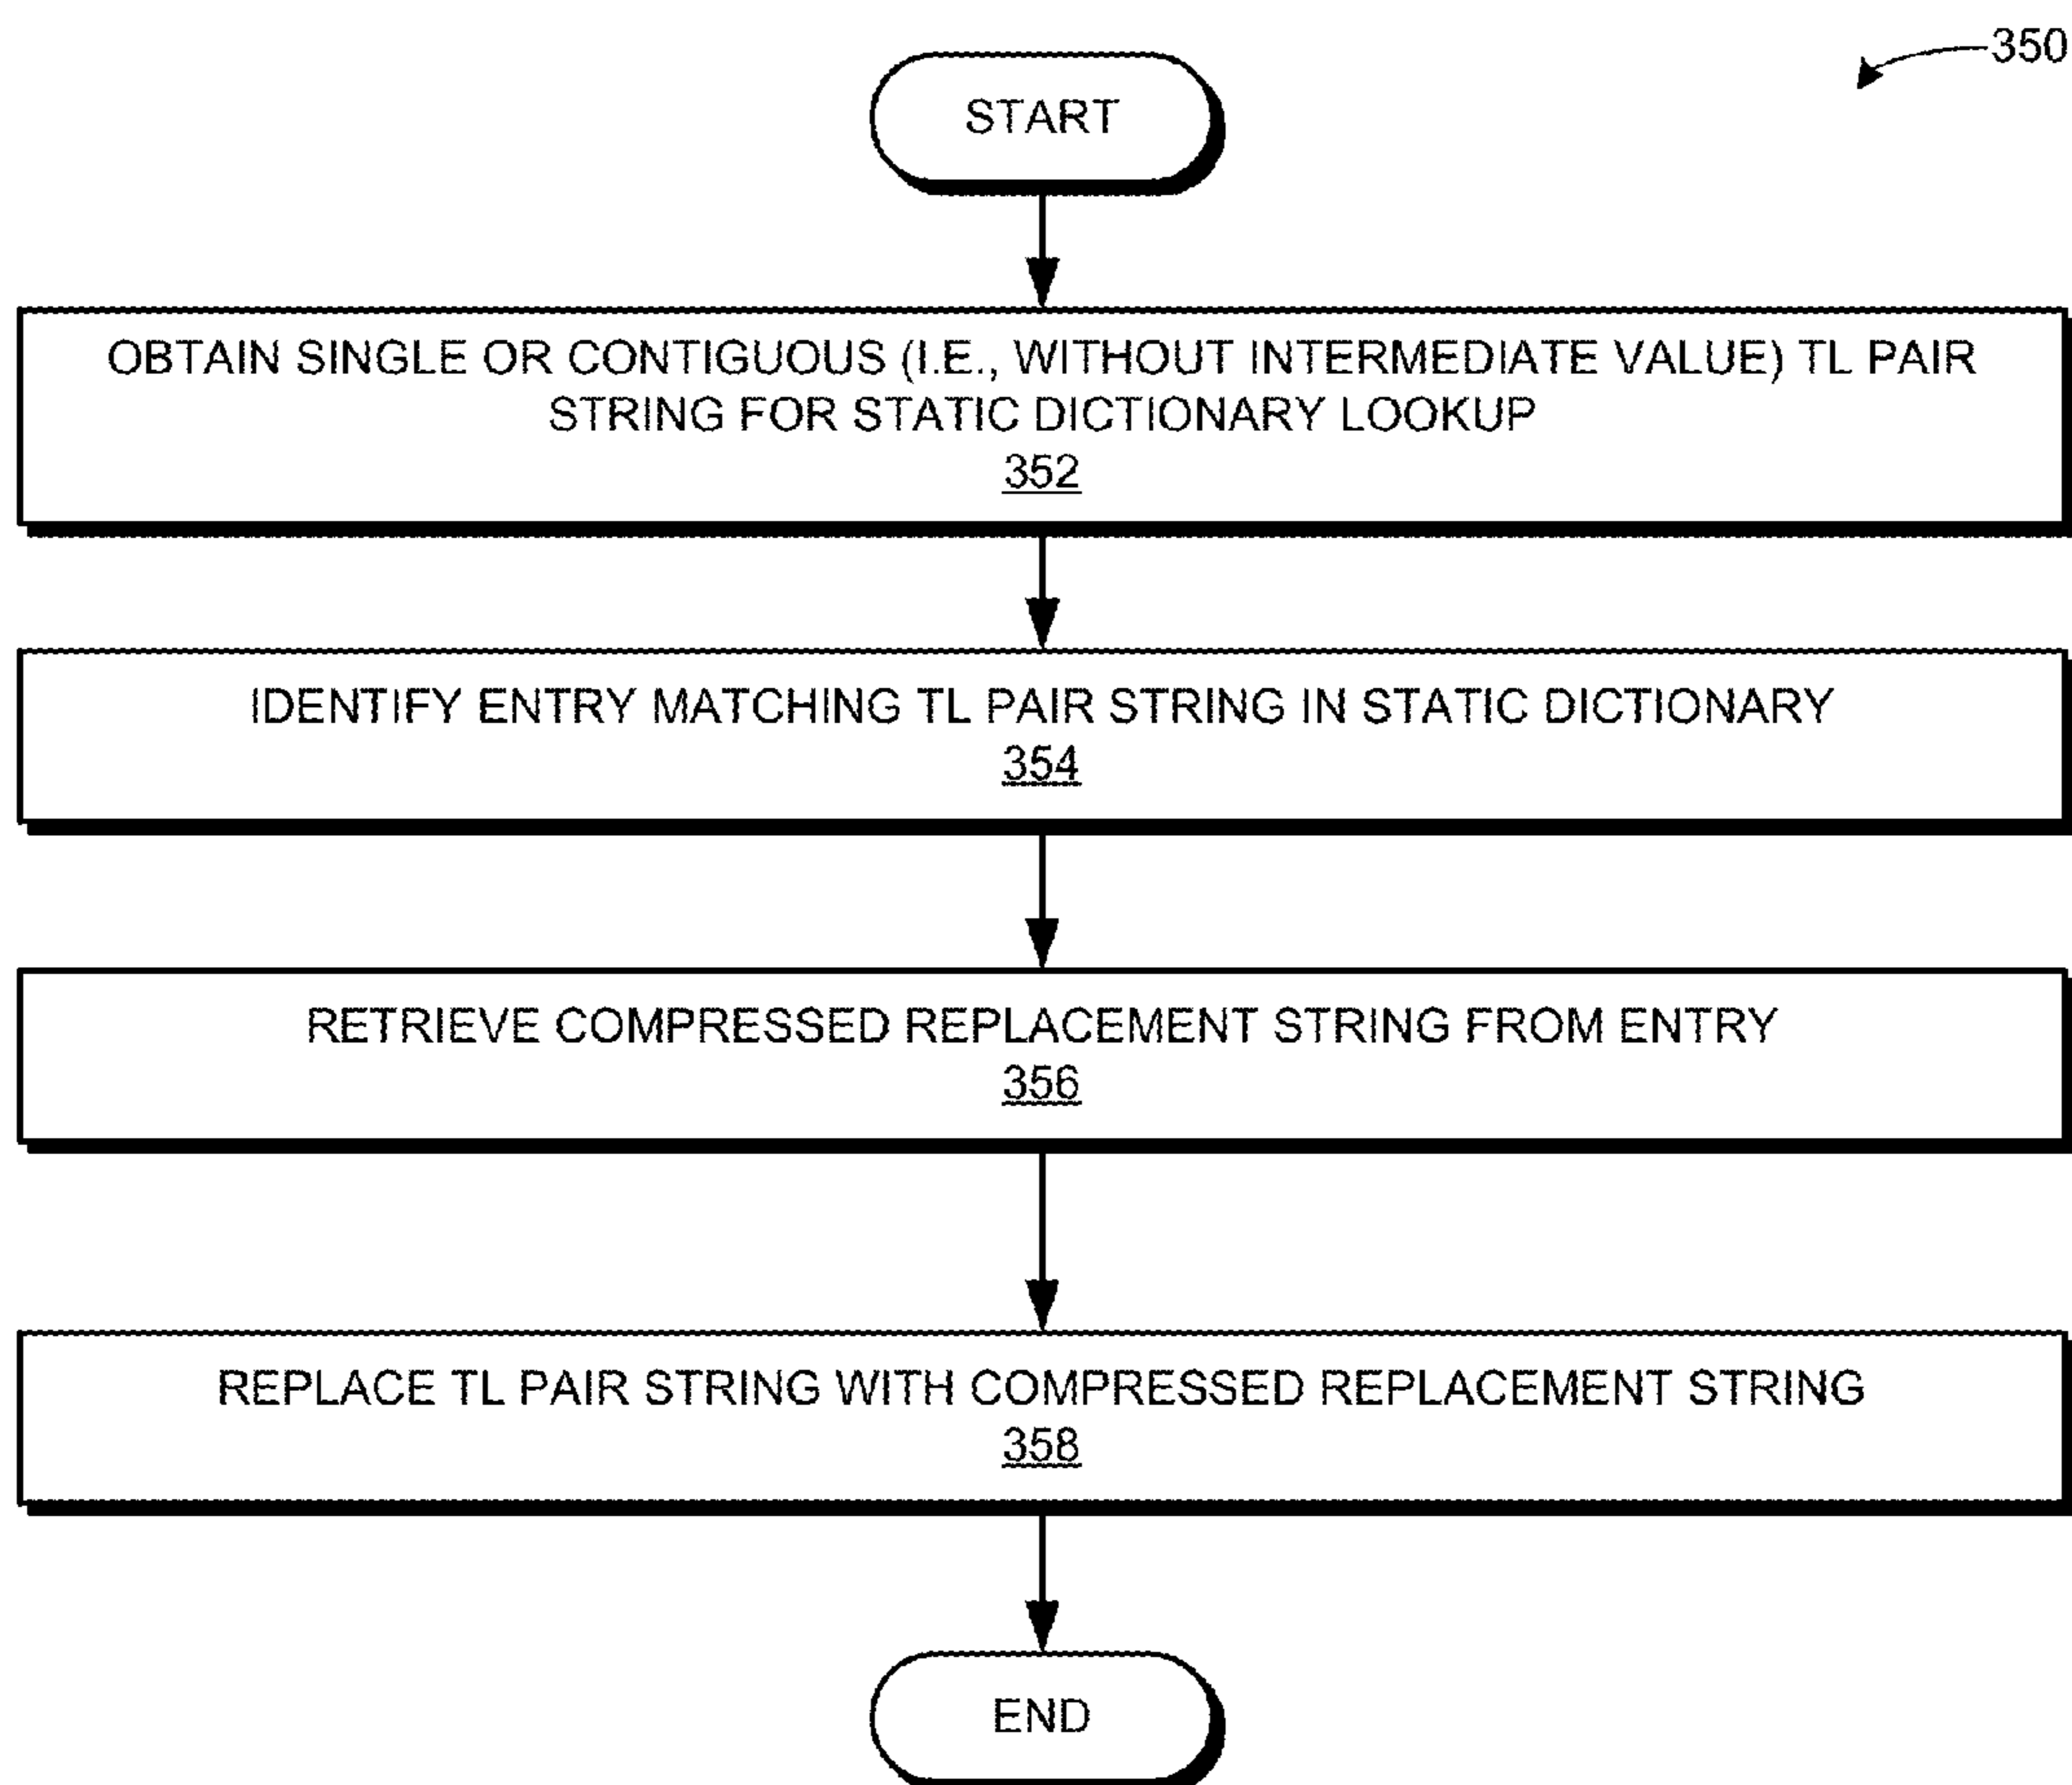 350
START
OBTAIN SINGLE OR CONTIGUOUS (I.E., WITHOUT INTERMEDIATE VALUE) TL PAIR
STRING FOR STATIC DICTIONARY LOOKUP
352
IDENTIFY ENTRY MATCHING TL PAIR STRING IN STATIC DICTIONARY
354
RETRIEVE COMPRESSED REPLACEMENT STRING FROM ENTRY
356
REPLACE TL PAIR STRING WITH COMPRESSED REPLACEMENT STRING
358
END